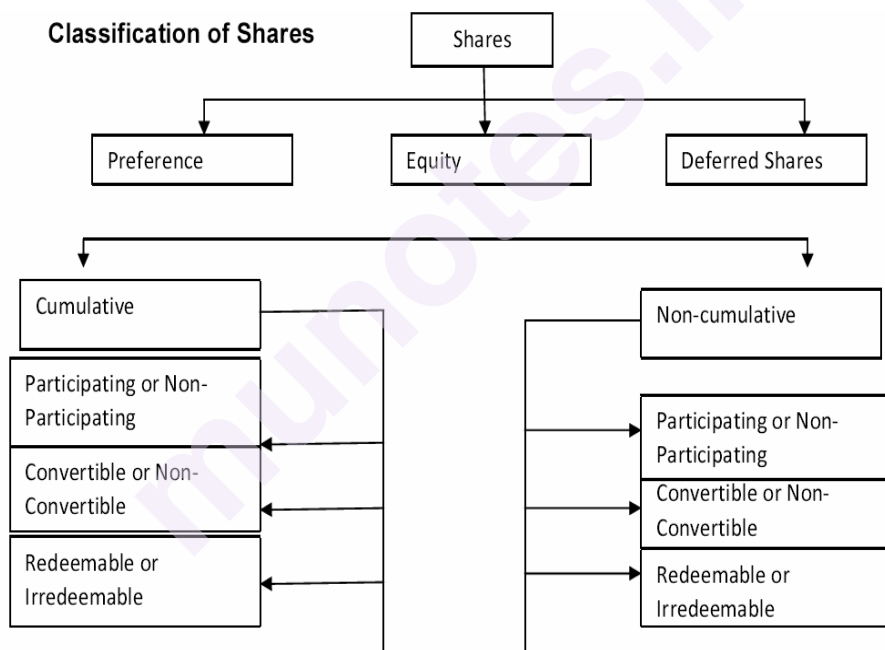 Classification of Shares
Shares
Preference
Equity
Deferred Shares
Cumulative
Non-cumulative
Participating or Non-
Participating
Convertible or Non-
Convertible
Redeemable or
Irredeemable
Participating or Non-
Participating
Convertible or Non-
Convertible
Redeemable or
Irredeemable